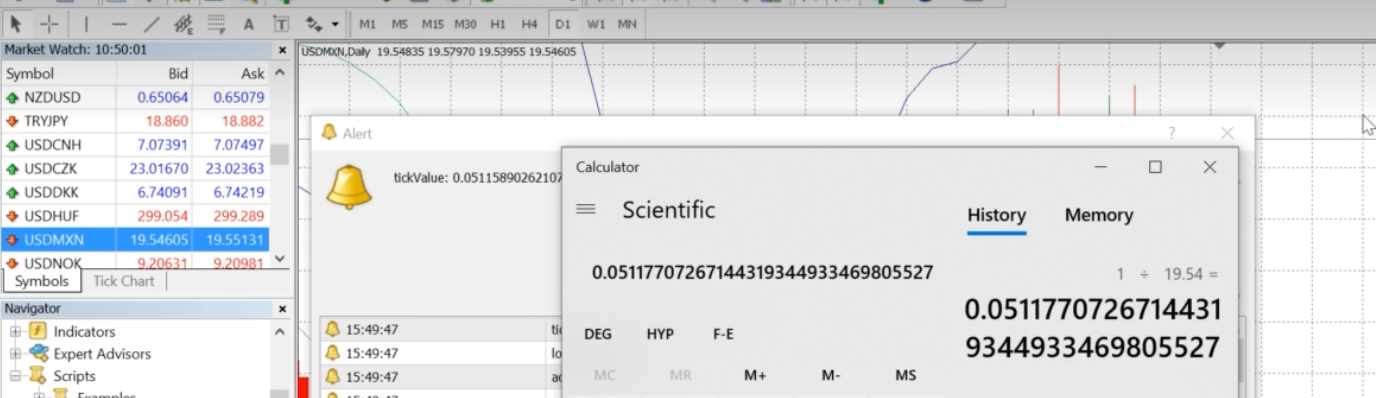 A T
M1 M5 M15 M30 H1 H4 D1 W1 MN
Market Watch: 10:50:01
USDMXN,Daily 19.54835 19.57970 19.53955 19.54605
Symbol Bid Ask
NZDUSD 0.65064 0.65079
TRYJPY 18.860 18.882
USDCNH 7.07391 7.07497
USDCZK 23.01670 23.02363
USDDKK 6.74091 6.74219
USDHUF 299.054 299.289
USDMXN 19.54605 19.55131
USDNOK 9.20631 9.20981
Symbols Tick Chart
Navigator
Indicators
Expert Advisors
Scripts
Examples
Alert
tickValue: 0.05115890262107
15:49:47
15:49:47
15:49:47
15:49:47
Calculator
Scientific
History Memory
0.05117707267144319344933469805527
1 ÷ 19.54 =
0.0511770726714431
9344933469805527
DEG HYP F-E
MC MR M+ M- MS